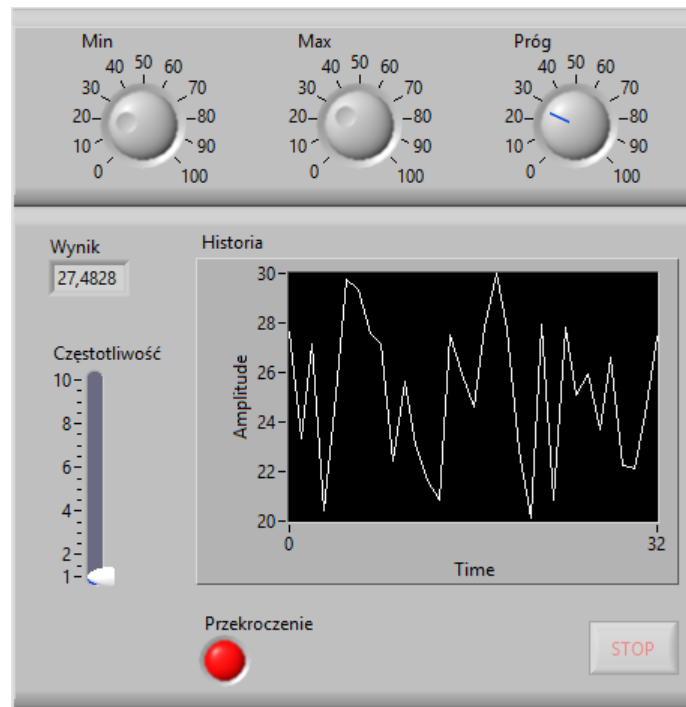 Min Max Próg
0 10 20 30 40 50 60 70 80 90 100
0 10 20 30 40 50 60 70 80 90 100
0 10 20 30 40 50 60 70 80 90 100
Wynik
27,4828
Częstotliwość
10
8
6
4
2
1
Historia
Amplitude
30
28
26
24
22
20
0 32
Time
Przekroczenie
STOP